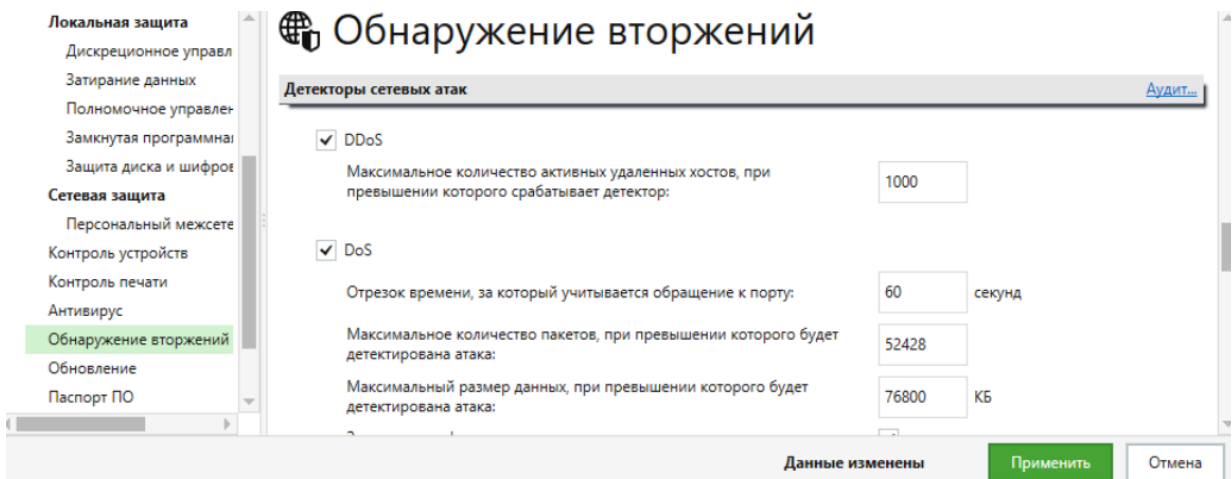 Локальная защита
Дискреционное управл
Затирание данных
Полномочное управлен
Замкнутая программна
Защита диска и шифров
Сетевая защита
Персональный межсете
Контроль устройств
Контроль печати
Антивирус
Обнаружение вторжений
Обновление
Паспорт ПО
Обнаружение вторжений
Детекторы сетевых атак Аудит...
DDoS
Максимальное количество активных удаленных хостов, при
превышении которого срабатывает детектор: 1000
DoS
Отрезок времени, за который учитывается обращение к порту: 60 секунд
Максимальное количество пакетов, при превышении которого будет
детектирована атака: 52428
Максимальный размер данных, при превышении которого будет
детектирована атака: 76800 КБ
Данные изменены Применить Отмена